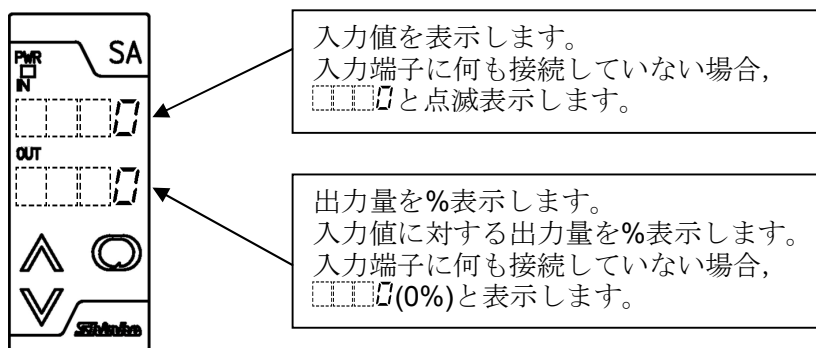 SA
PWR
IN
0
OUT
0
Shinko
入力値を表示します。
入力端子に何も接続していない場合，
0と点滅表示します。
出力量を%表示します。
入力値に対する出力量を%表示します。
入力端子に何も接続していない場合，
0(0%)と表示します。